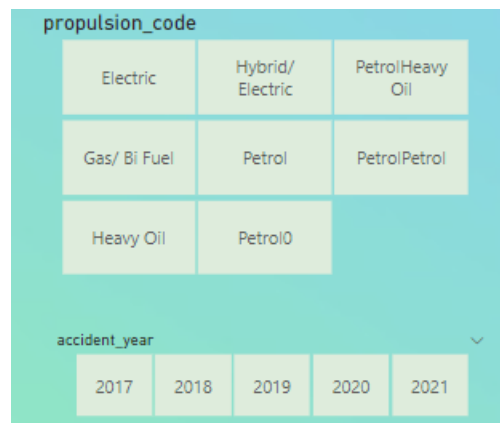 propulsion_code
Electric
Hybrid/
Electric
PetrolHeavy
Oil
Gas/ Bi Fuel
Petrol
PetrolPetrol
Heavy Oil
Petrol0
accident_year
2017
2018
2019
2020
2021